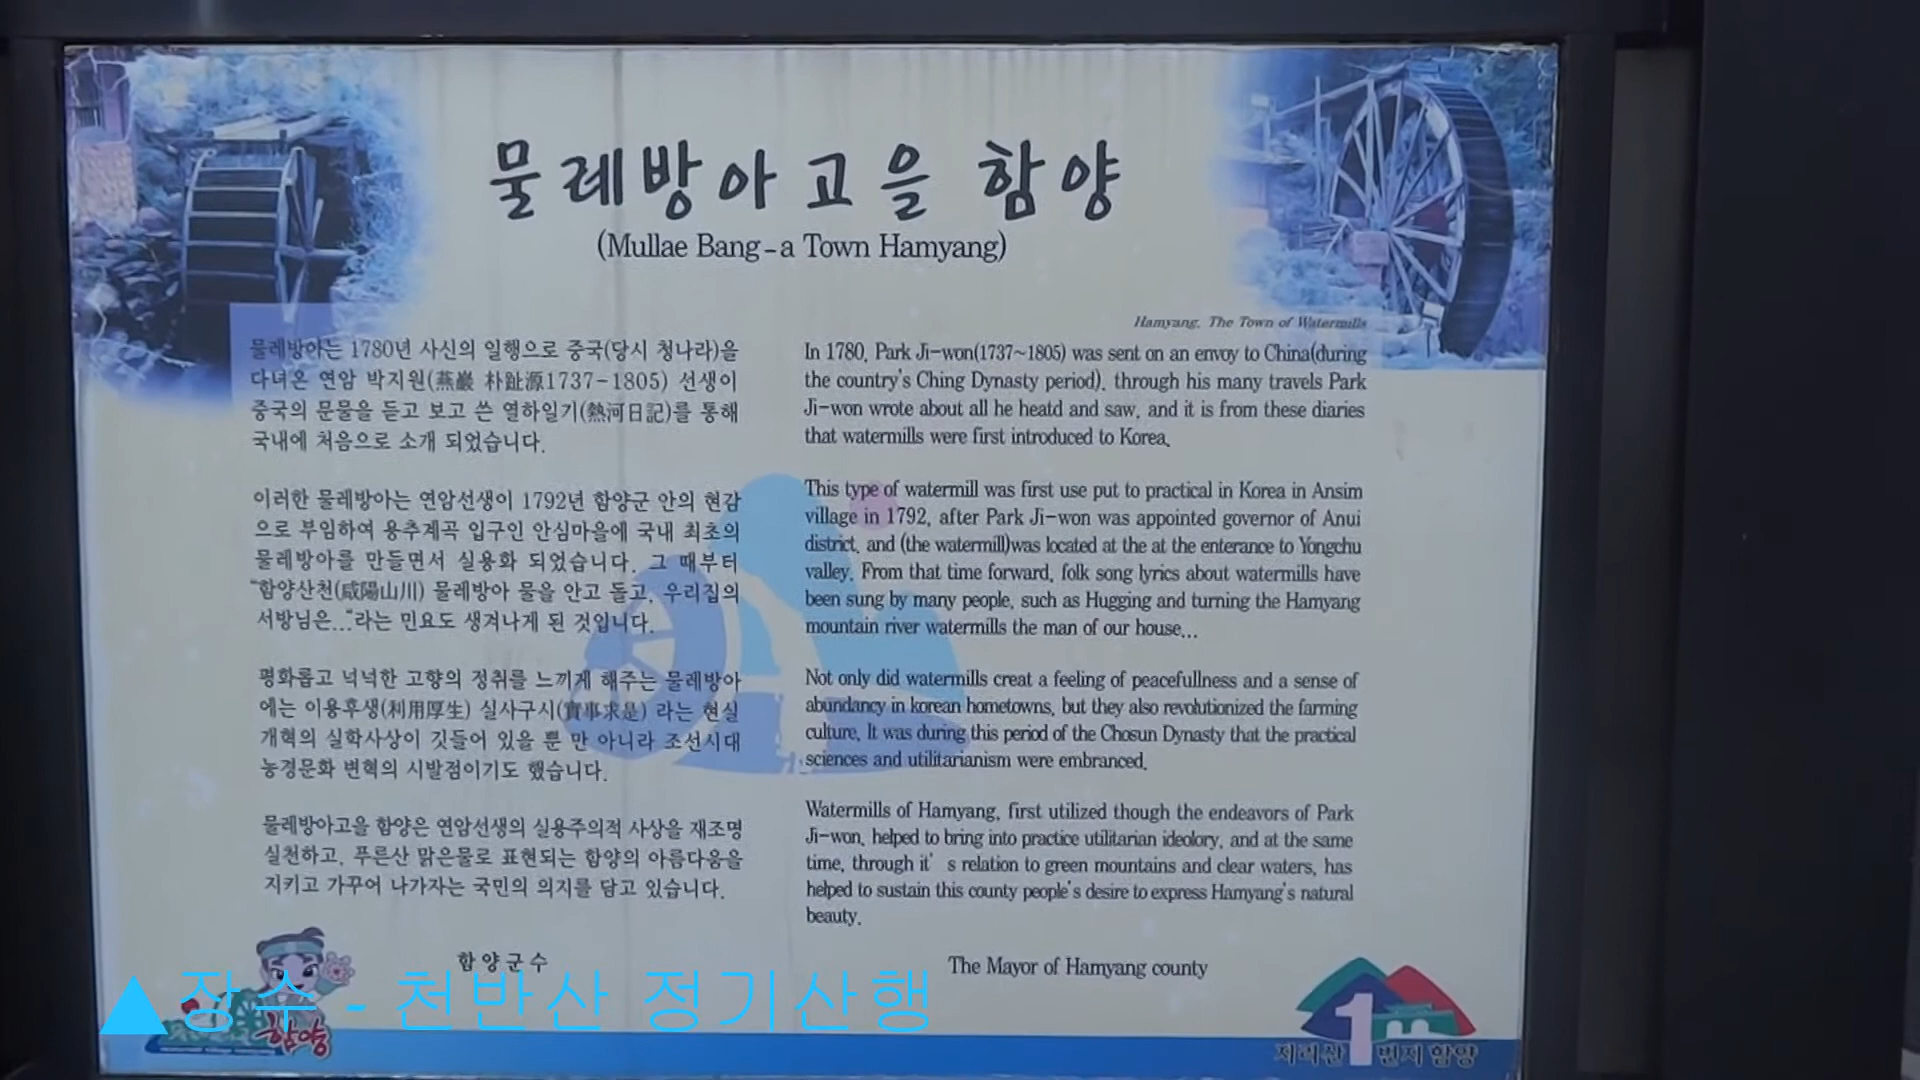 물레방아고을 함양
(Mullae Bang-a Town Hamyang)
Hamyang. The Town of Watermills
물레방아는 1780년 사신의 일행으로 중국(당시 청나라)을
다녀온 연암 박지원(燕巖 朴趾源1737-1805) 선생이
중국의 문물을 듣고 보고 쓴 열하일기(熱河日記)를 통해
국내에 처음으로 소개 되었습니다.
이러한 물레방아는 연암선생이 1792년 함양군 안의 현감
으로 부임하여 용추계곡 입구인 안심마을에 국내 최초의
물레방아를 만들면서 실용화 되었습니다. 그 때부터
“함양산천(咸陽山川) 물레방아 물을 안고 돌고, 우리집의
서방님은...“라는 민요도 생겨나게 된 것입니다.
평화롭고 넉넉한 고향의 정취를 느끼게 해주는 물레방아
에는 이용후생(利用厚生) 실사구시(實事求是) 라는 현실
개혁의 실학사상이 깃들어 있을 뿐 만 아니라 조선시대
농경문화 변혁의 시발점이기도 했습니다.
물레방아고을 함양은 연암선생의 실용주의적 사상을 재조명
실천하고, 푸른산 맑은물로 표현되는 함양의 아름다움을
지키고 가꾸어 나가자는 국민의 의지를 담고 있습니다.
함양군수
In 1780, Park Ji-won(1737~1805) was sent on an envoy to China(during
the country's Ching Dynasty period). through his many travels Park
Ji-won wrote about all he heatd and saw, and it is from these diaries
that watermills were first introduced to Korea.
This type of watermill was first use put to practical in Korea in Ansim
village in 1792, after Park Ji-won was appointed governor of Anui
district. and (the watermill)was located at the at the enterance to Yongchu
valley. From that time forward, folk song lyrics about watermills have
been sung by many people, such as Hugging and turning the Hamyang
mountain river watermills the man of our house...
Not only did watermills creat a feeling of peacefullness and a sense of
abundancy in korean hometowns, but they also revolutionized the farming
culture. It was during this period of the Chosun Dynasty that the practical
sciences and utilitarianism were embranced.
Watermills of Hamyang, first utilized though the endeavors of Park
Ji-won, helped to bring into practice utilitarian ideolory, and at the same
time, through it's relation to green mountains and clear waters, has
helped to sustain this county people's desire to express Hamyang's natural
beauty.
The Mayor of Hamyang county
▲장수 - 천반산 정기산행
함양
지리산 1번지 함양